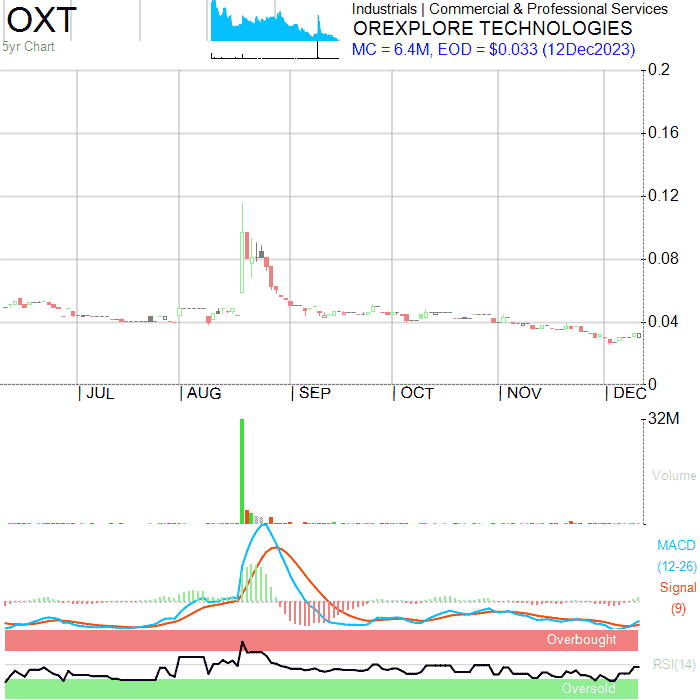 OXT
5yr Chart
Industrials | Commercial & Professional Services
OREXPLORE TECHNOLOGIES
MC = 6.4M, EOD = $0.033 (12Dec2023)
0.2
0.16
0.12
0.08
0.04
0
| JUL | AUG | SEP | OCT | NOV | DEC
32M
Volume
MACD
(12-26)
Signal
(9)
Overbought
RSI(14)
Oversold